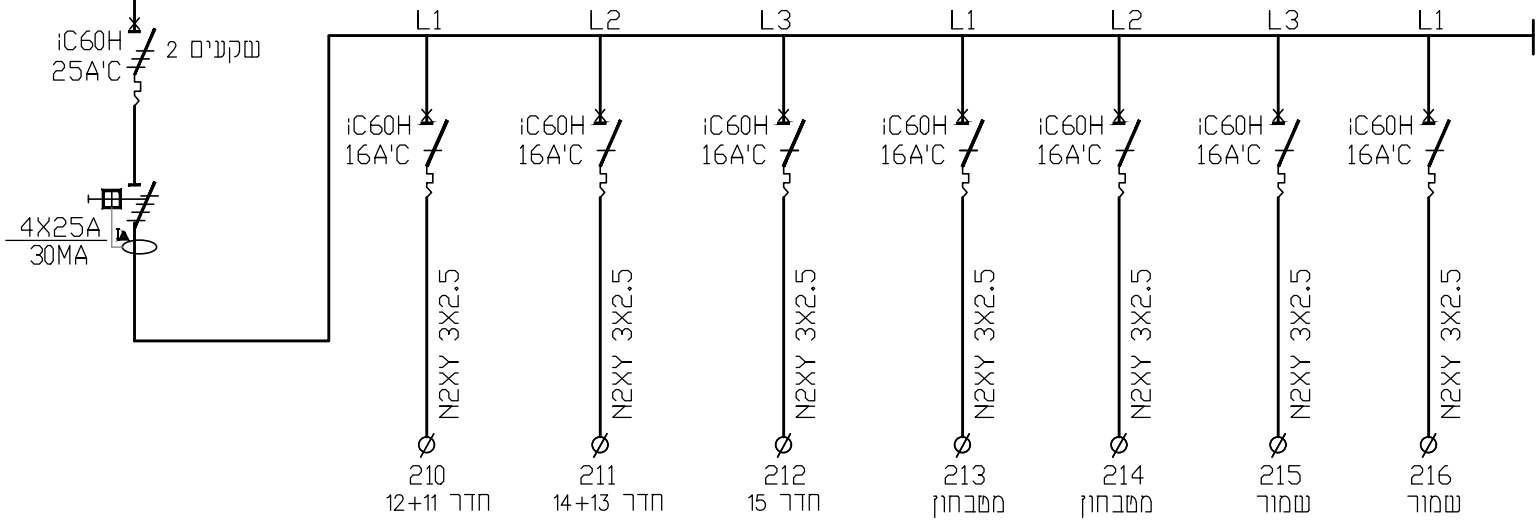 iC60H
25A'C
שקעים 2
4X25A
30MA
L1
L2
L3
L1
L2
L3
L1
iC60H
16A'C
iC60H
16A'C
iC60H
16A'C
iC60H
16A'C
iC60H
16A'C
iC60H
16A'C
iC60H
16A'C
N2XY 3X2.5
N2XY 3X2.5
N2XY 3X2.5
N2XY 3X2.5
N2XY 3X2.5
N2XY 3X2.5
N2XY 3X2.5
210
חדר 12+11
211
חדר 14+13
212
חדר 15
213
מטבחון
214
מטבחון
215
שמור
216
שמור